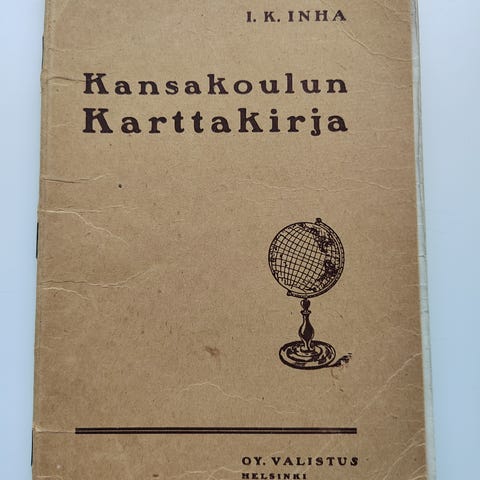 I. K. INHA
Kansakoulun
Karttakirja
OY. VALISTUS
HELSINKI